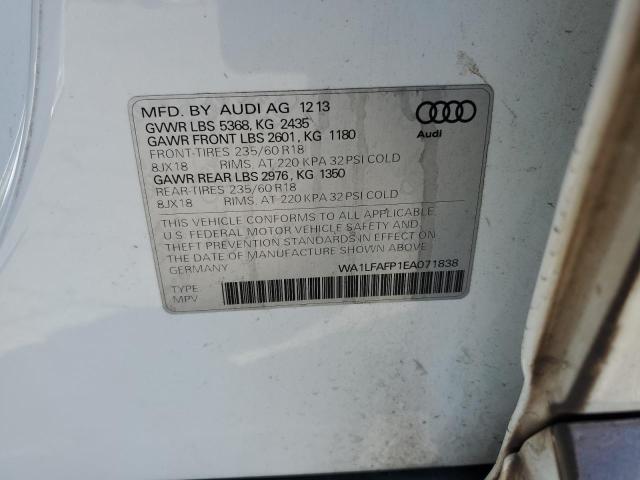 MFD. BY AUDI AG 12 13
GVWR LBS 5368, KG 2435
GAWR FRONT LBS 2601, KG 1180
FRONT-TIRES 235/60 R18
8JX18 RIMS, AT 220 KPA 32 PSI COLD
GAWR REAR LBS 2976, KG 1350
REAR-TIRES 235/60 R18
8JX18 RIMS, AT 220 KPA 32 PSI COLD
Audi
THIS VEHICLE CONFORMS TO ALL APPLICABLE
U.S. FEDERAL MOTOR VEHICLE SAFETY AND
THEFT PREVENTION STANDARDS IN EFFECT ON
THE DATE OF MANUFACTURE SHOWN ABOVE.
GERMANY WA1LFAFP1EA071838
TYPE:
MPV